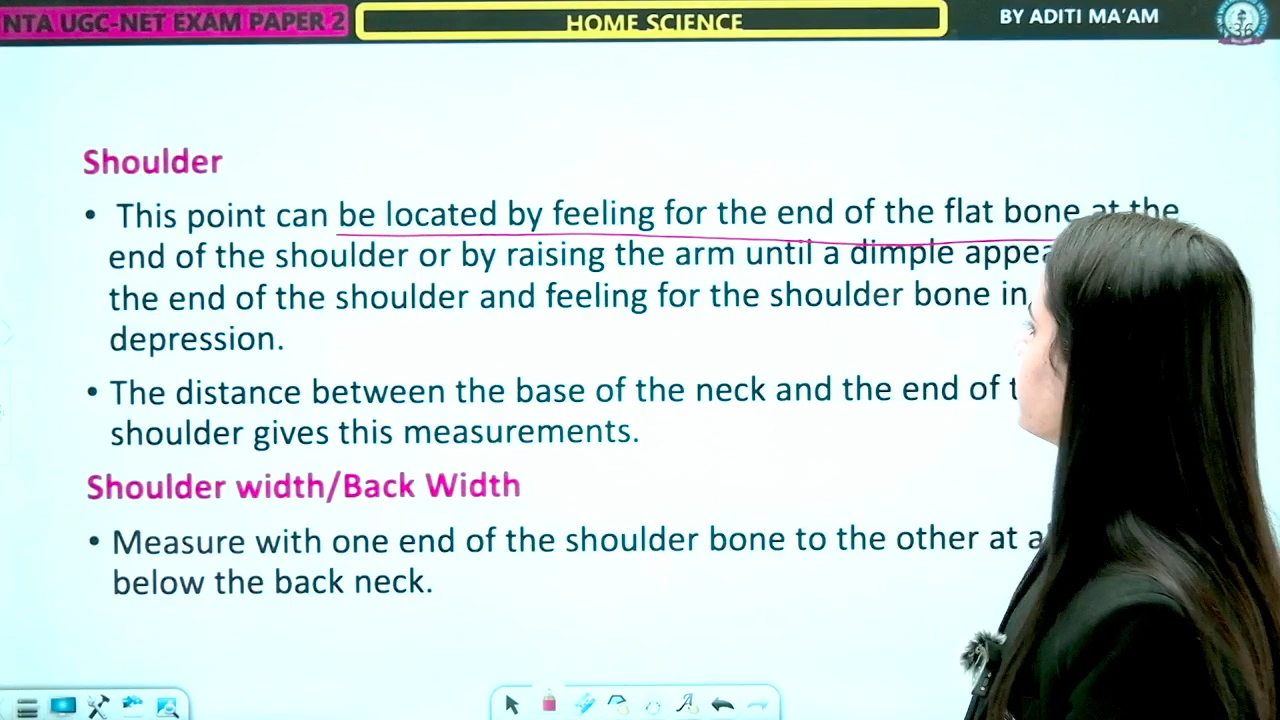 NTA UGC-NET EXAM PAPER 2
HOME SCIENCE
BY ADITI MA'AM
36
Shoulder
• This point can be located by feeling for the end of the flat bone at the
end of the shoulder or by raising the arm until a dimple
the end of the shoulder and feeling for the shoulder bone in
depression.
• The distance between the base of the neck and the end of
shoulder gives this measurements.
Shoulder width/Back Width
• Measure with one end of the shoulder bone to the other at
below the back neck.